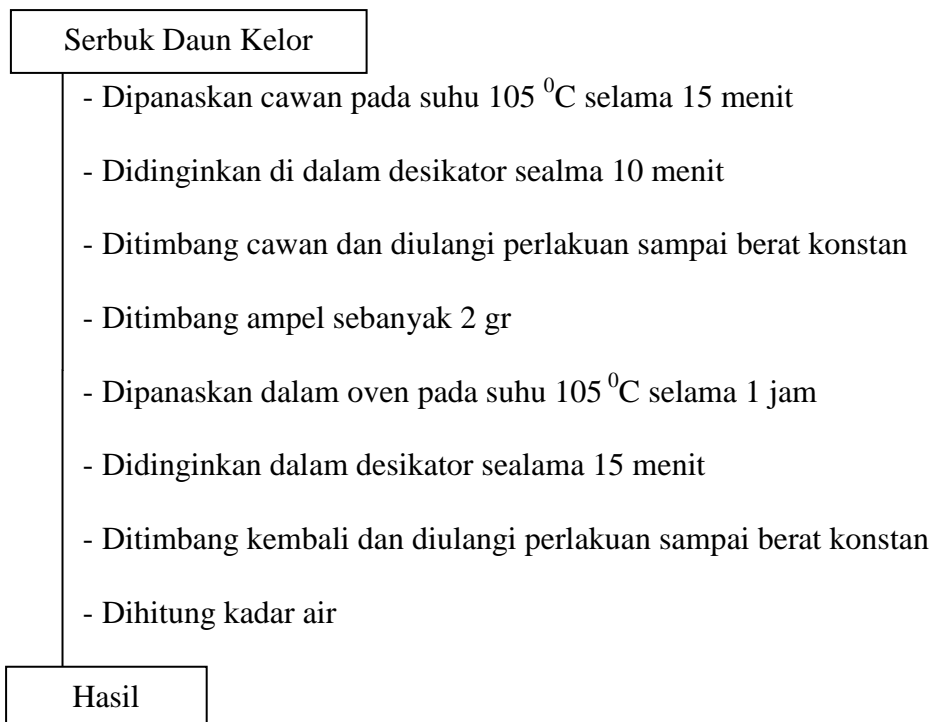 Serbuk Daun Kelor
- Dipanaskan cawan pada suhu 105 ⁰C selama 15 menit
- Didinginkan di dalam desikator sealma 10 menit
- Ditimbang cawan dan diulangi perlakuan sampai berat konstan
- Ditimbang ampel sebanyak 2 gr
- Dipanaskan dalam oven pada suhu 105 ⁰C selama 1 jam
- Didinginkan dalam desikator sealama 15 menit
- Ditimbang kembali dan diulangi perlakuan sampai berat konstan
- Dihitung kadar air
Hasil